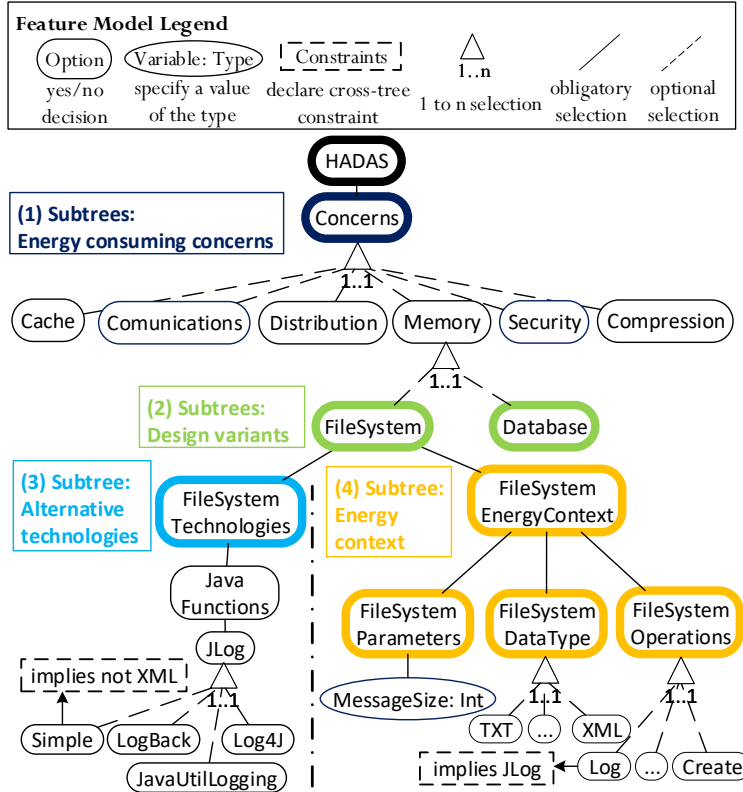 Feature Model Legend
Option
Variable: Type
Constraints
1..n
yes/no
decision
specify a value
of the type
declare cross-tree
constraint
1 to n selection
obligatory
selection
optional
selection
HADAS
Concerns
(1) Subtrees:
Energy consuming concerns
1..1
Cache
Comunications
Distribution
Memory
Security
Compression
1..1
(2) Subtrees:
Design variants
FileSystem
Database
(3) Subtree:
Alternative
technologies
FileSystem
Technologies
(4) Subtree:
Energy
context
FileSystem
EnergyContext
Java
Functions
FileSystem
Parameters
FileSystem
DataType
FileSystem
Operations
JLog
implies not XML
1..1
MessageSize: Int
1..1
1..1
Simple
LogBack
Log4J
JavaUtilLogging
TXT
...
XML
implies JLog
Log
...
Create